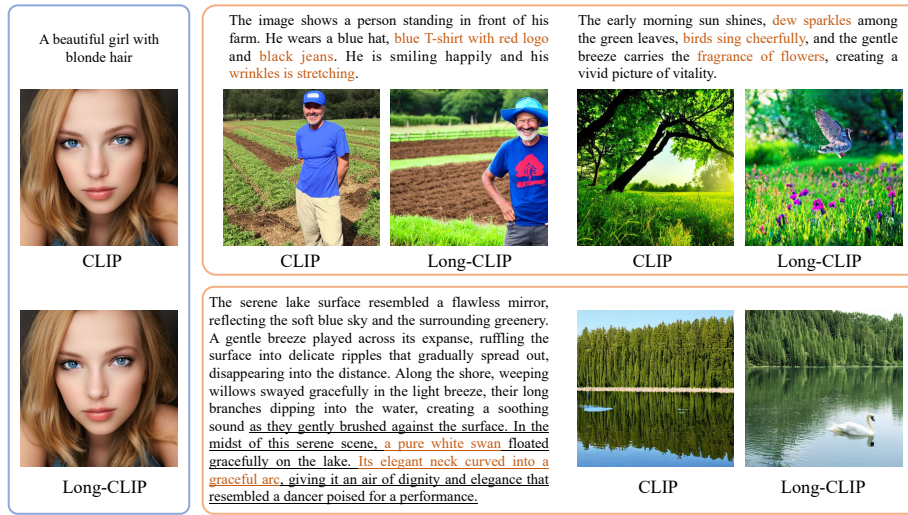 A beautiful girl with
blonde hair
CLIP
Long-CLIP
The image shows a person standing in front of his
farm. He wears a blue hat, blue T-shirt with red logo
and black jeans. He is smiling happily and his
wrinkles is stretching.
CLIP
Long-CLIP
The early morning sun shines, dew sparkles among
the green leaves, birds sing cheerfully, and the gentle
breeze carries the fragrance of flowers, creating a
vivid picture of vitality.
CLIP
Long-CLIP
The serene lake surface resembled a flawless mirror,
reflecting the soft blue sky and the surrounding greenery.
A gentle breeze played across its expanse, ruffling the
surface into delicate ripples that gradually spread out,
disappearing into the distance. Along the shore, weeping
willows swayed gracefully in the light breeze, their long
branches dipping into the water, creating a soothing
sound as they gently brushed against the surface. In the
midst of this serene scene, a pure white swan floated
gracefully on the lake. Its elegant neck curved into a
graceful arc, giving it an air of dignity and elegance that
resembled a dancer poised for a performance.
CLIP
Long-CLIP